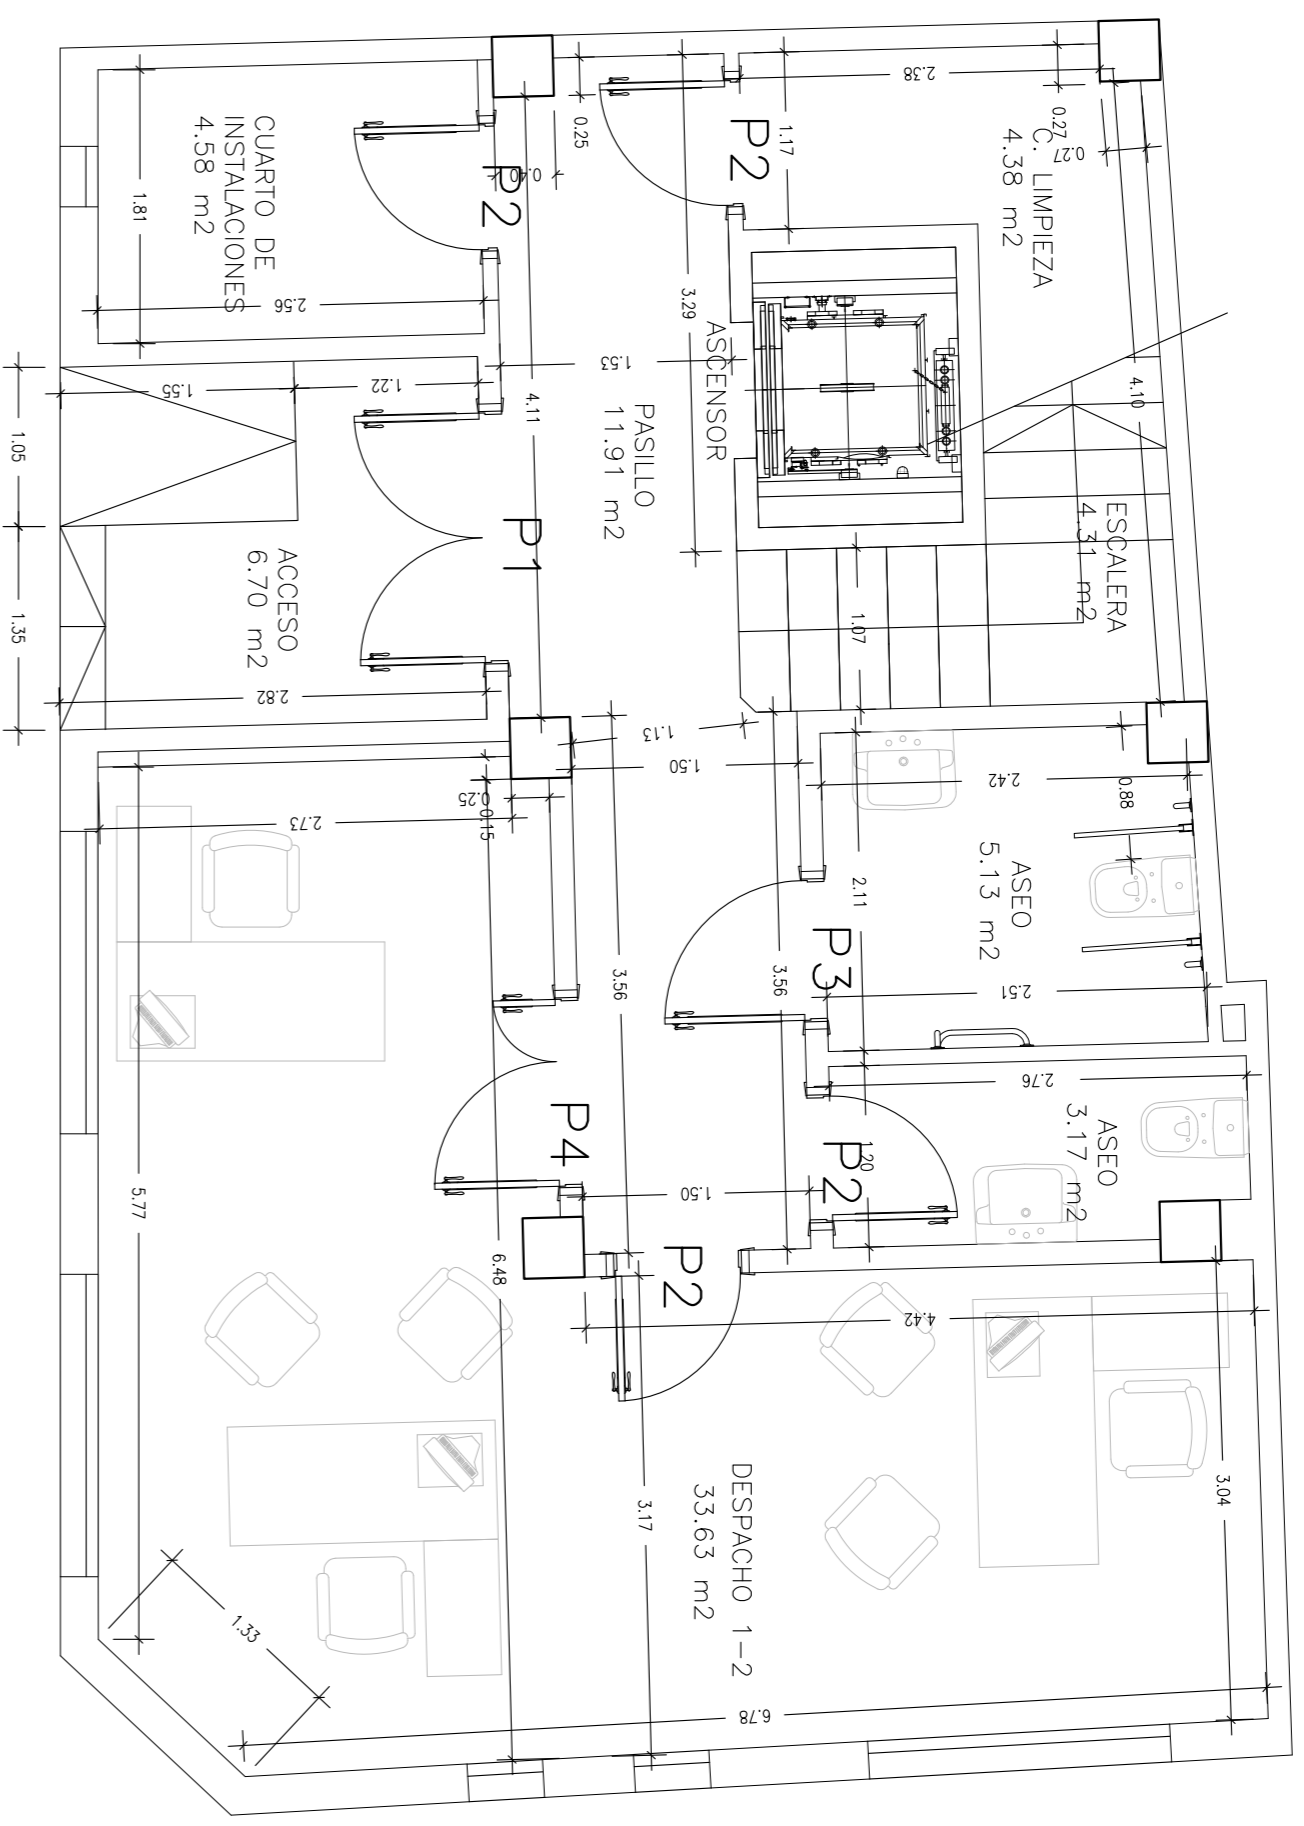 CUARTO DE
INSTALACIONES
4.58 m2
P2
P2
C. LIMPIEZA
4.38 m2
ASCENSOR
PASILLO
11.91 m2
ESCALERA
4.31 m2
ACCESO
6.70 m2
P1
ASEO
5.13 m2
P3
ASEO
3.17 m2
P2
P4
P2
DESPACHO 1-2
33.63 m2
1.81
2.56
0.40
0.25
1.17
2.38
0.27
0.27
3.29
1.53
4.11
4.10
1.55
1.22
1.05
1.35
2.82
1.07
1.13
1.50
2.42
0.88
0.25
0.15
2.73
2.11
3.56
3.56
2.51
2.76
1.20
1.50
5.77
6.48
4.42
3.17
3.04
1.33
6.78